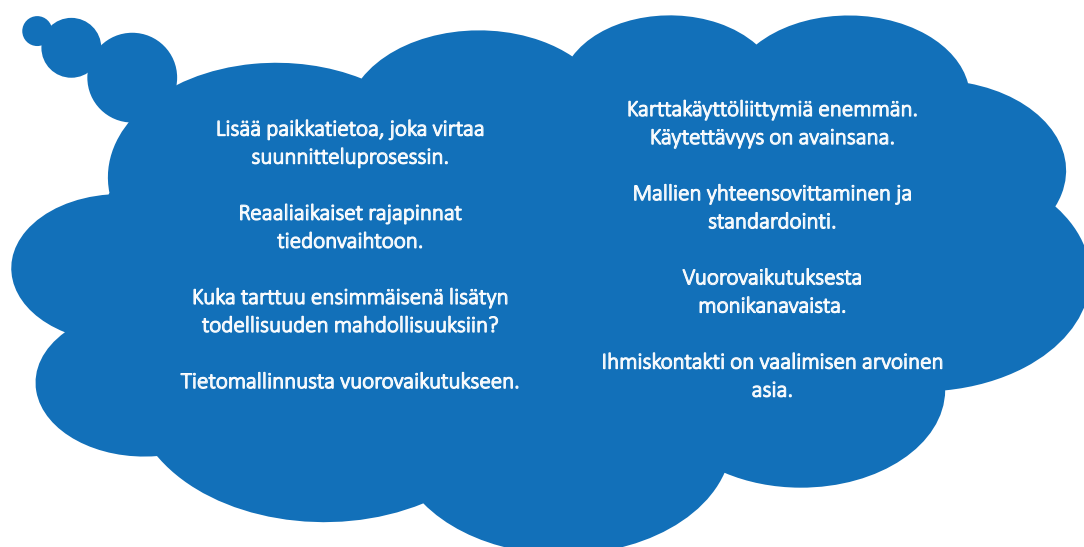 Lisää paikkatietoa, joka virtaa
suunnitteluprosessin.
Reaaliaikaiset rajapinnat
tiedonvaihtoon.
Kuka tarttuu ensimmäisenä lisätyn
todellisuuden mahdollisuuksiin?
Tietomallinnusta vuorovaikutukseen.
Karttakäyttöliittymiä enemmän.
Käytettävyys on avainsana.
Mallien yhteensovittaminen ja
standardointi.
Vuorovaikutuksesta
monikanavaista.
Ihmiskontakti on vaalimisen arvoinen
asia.